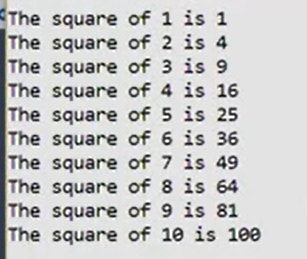 The square of 1 is 1
The square of 2 is 4
The square of 3 is 9
The square of 4 is 16
The square of 5 is 25
The square of 6 is 36
The square of 7 is 49
The square of 8 is 64
The square of 9 is 81
The square of 10 is 100